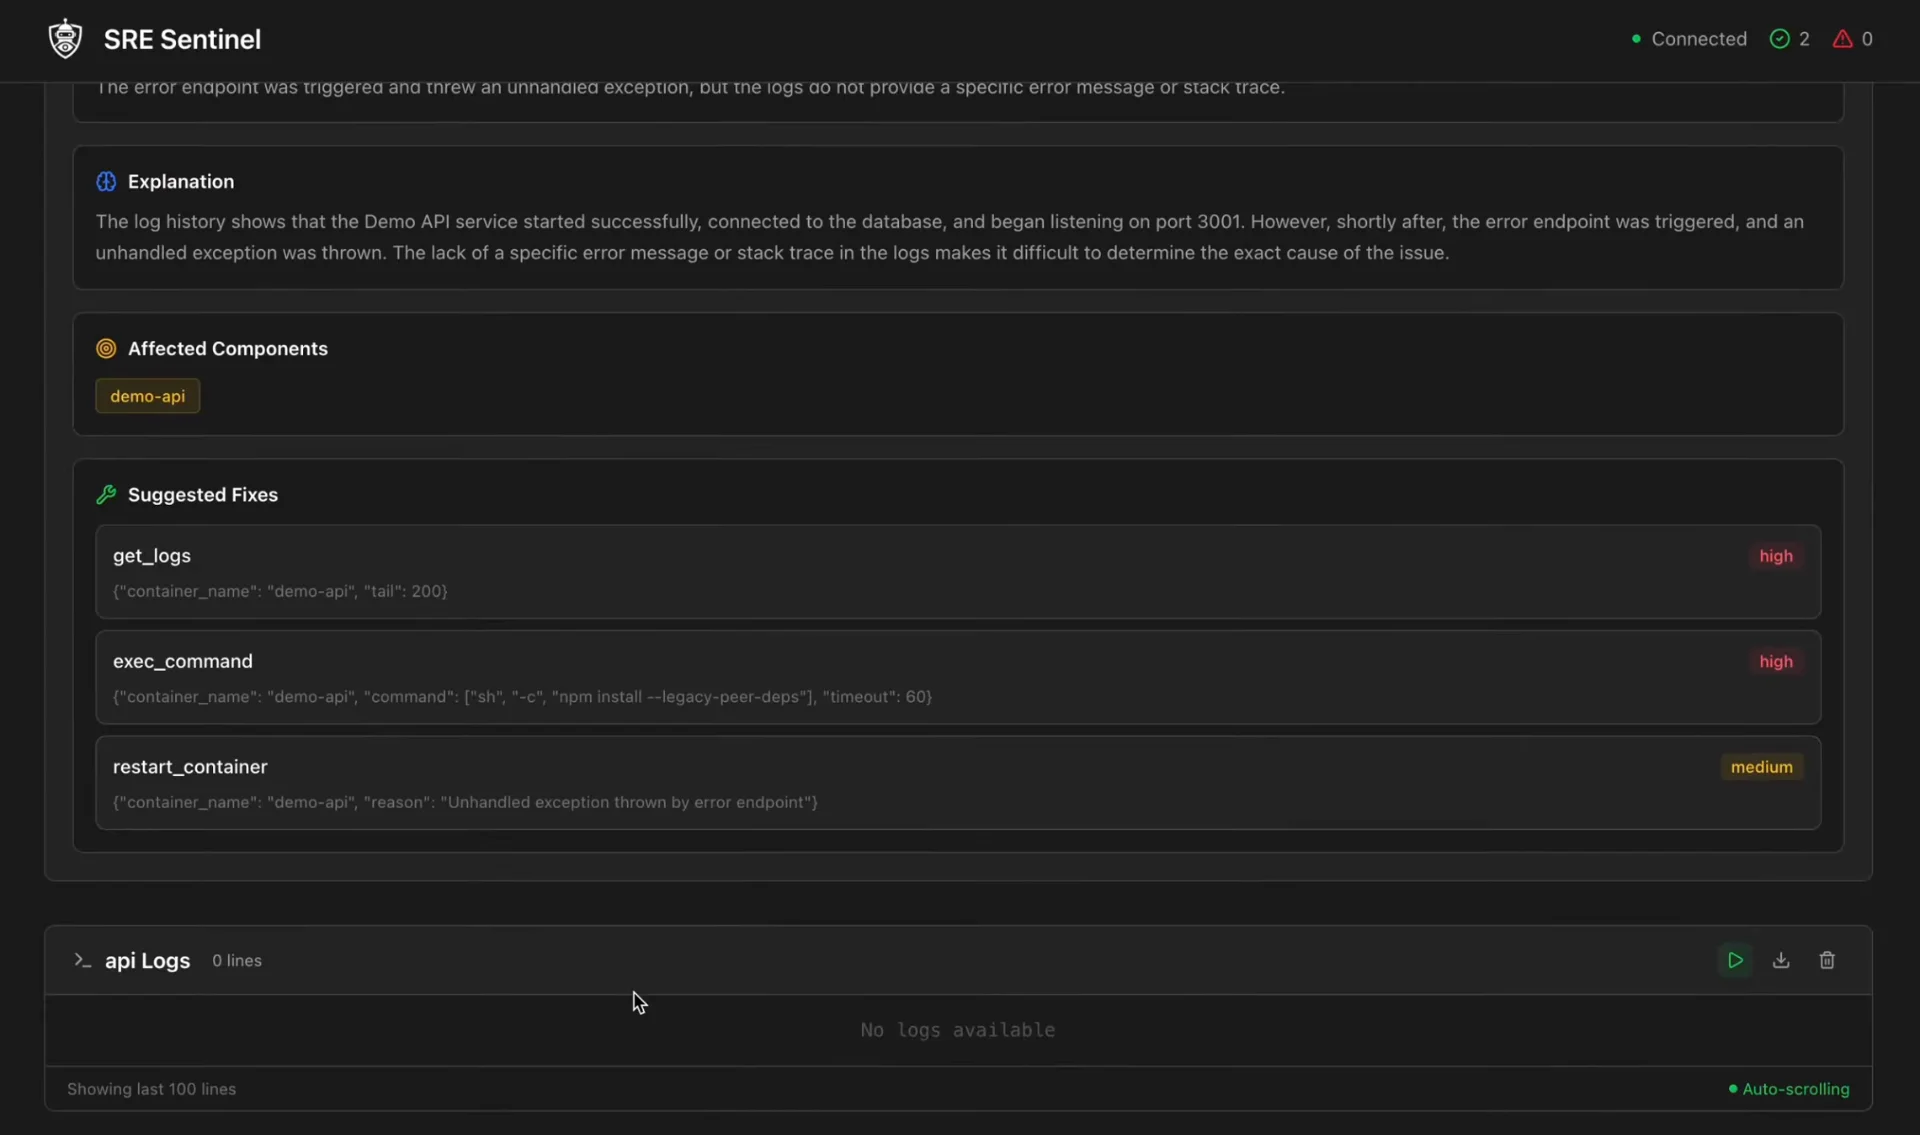 SRE Sentinel
Connected
2
0
The error endpoint was triggered and threw an unhandled exception, but the logs do not provide a specific error message or stack trace.
Explanation
The log history shows that the Demo API service started successfully, connected to the database, and began listening on port 3001. However, shortly after, the error endpoint was triggered, and an
unhandled exception was thrown. The lack of a specific error message or stack trace in the logs makes it difficult to determine the exact cause of the issue.
Affected Components
demo-api
Suggested Fixes
get_logs
high
{"container_name": "demo-api", "tail": 200}
exec_command
high
{"container_name": "demo-api", "command": ["sh", "-c", "npm install --legacy-peer-deps"], "timeout": 60}
restart_container
medium
{"container_name": "demo-api", "reason": "Unhandled exception thrown by error endpoint"}
api Logs
0 lines
No logs available
Showing last 100 lines
Auto-scrolling